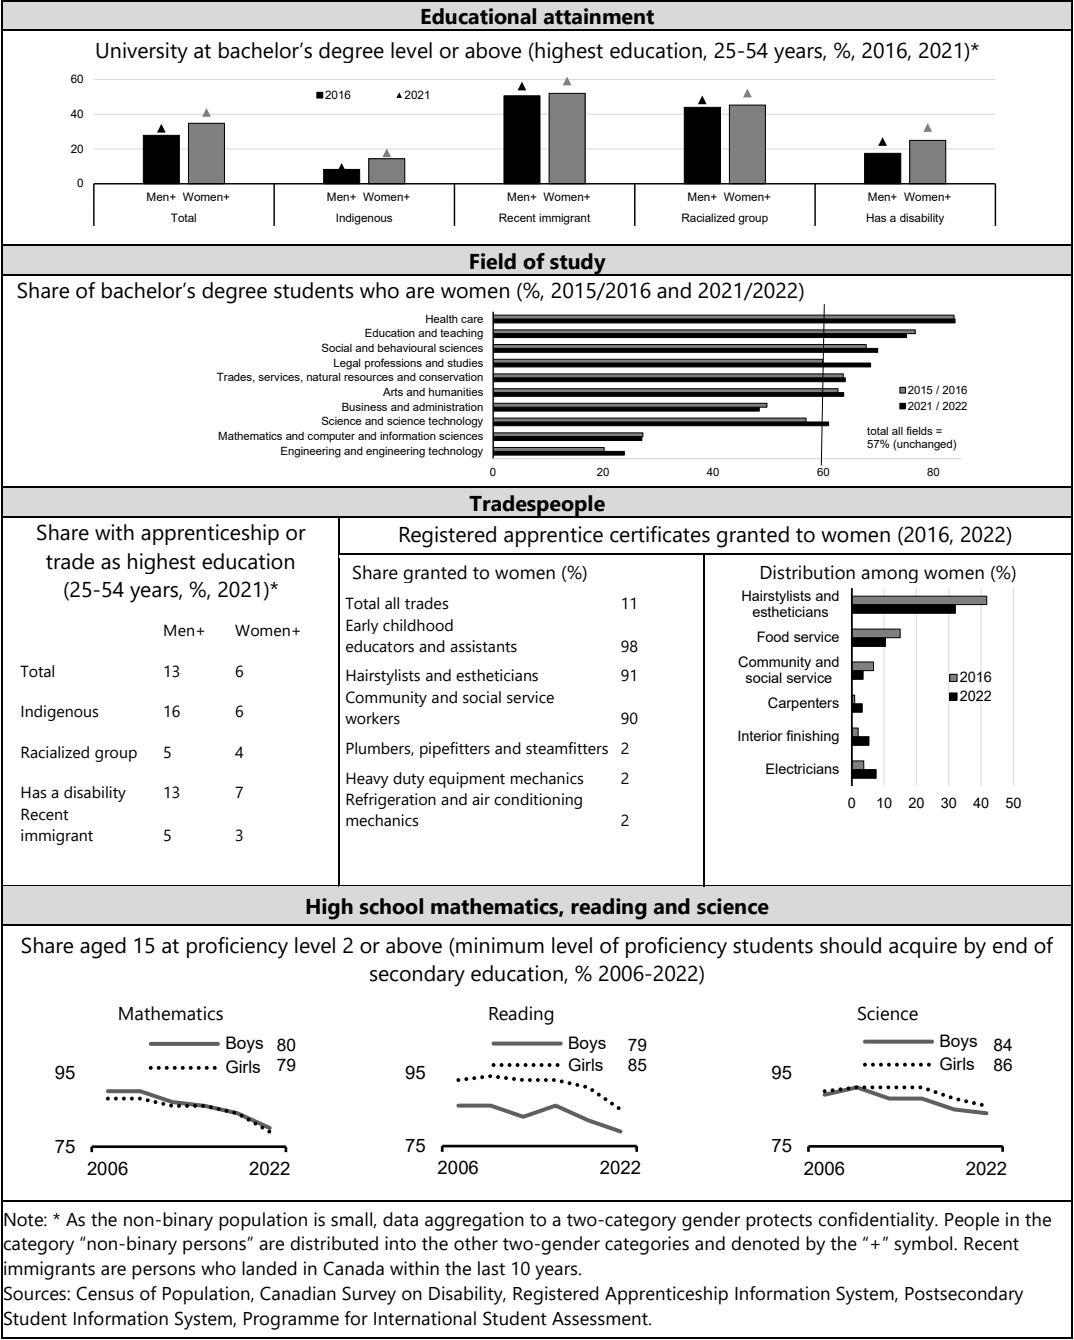 Educational attainment
University at bachelor’s degree level or above (highest education, 25-54 years, %, 2016, 2021)*
60
40
20
0
2016 2021
Men+ Women+ Men+ Women+ Men+ Women+ Men+ Women+ Men+ Women+
Total Indigenous Recent immigrant Racialized group Has a disability
Field of study
Share of bachelor’s degree students who are women (%, 2015/2016 and 2021/2022)
Health care
Education and teaching
Social and behavioural sciences
Legal professions and studies
Trades, services, natural resources and conservation
Arts and humanities
Business and administration
Science and science technology
Mathematics and computer and information sciences
Engineering and engineering technology
2015 / 2016
2021 / 2022
total all fields =
57% (unchanged)
0 20 40 60 80
Tradespeople
Share with apprenticeship or
trade as highest education
(25-54 years, %, 2021)*
Men+ Women+
Total 13 6
Indigenous 16 6
Racialized group 5 4
Has a disability 13 7
Recent
immigrant 5 3
Registered apprentice certificates granted to women (2016, 2022)
Share granted to women (%)
Total all trades 11
Early childhood
educators and assistants 98
Hairstylists and estheticians 91
Community and social service
workers 90
Plumbers, pipefitters and steamfitters 2
Heavy duty equipment mechanics 2
Refrigeration and air conditioning
mechanics 2
Distribution among women (%)
Hairstylists and
estheticians
Food service
Community and
social service
Carpenters
Interior finishing
Electricians
2016
2022
0 10 20 30 40 50
High school mathematics, reading and science
Share aged 15 at proficiency level 2 or above (minimum level of proficiency students should acquire by end of
secondary education, % 2006-2022)
Mathematics
Boys 80
Girls 79
95
75
2006 2022
Reading
Boys 79
Girls 85
95
75
2006 2022
Science
Boys 84
Girls 86
95
75
2006 2022
Note: * As the non-binary population is small, data aggregation to a two-category gender protects confidentiality. People in the
category “non-binary persons” are distributed into the other two-gender categories and denoted by the “+” symbol. Recent
immigrants are persons who landed in Canada within the last 10 years.
Sources: Census of Population, Canadian Survey on Disability, Registered Apprenticeship Information System, Postsecondary
Student Information System, Programme for International Student Assessment.